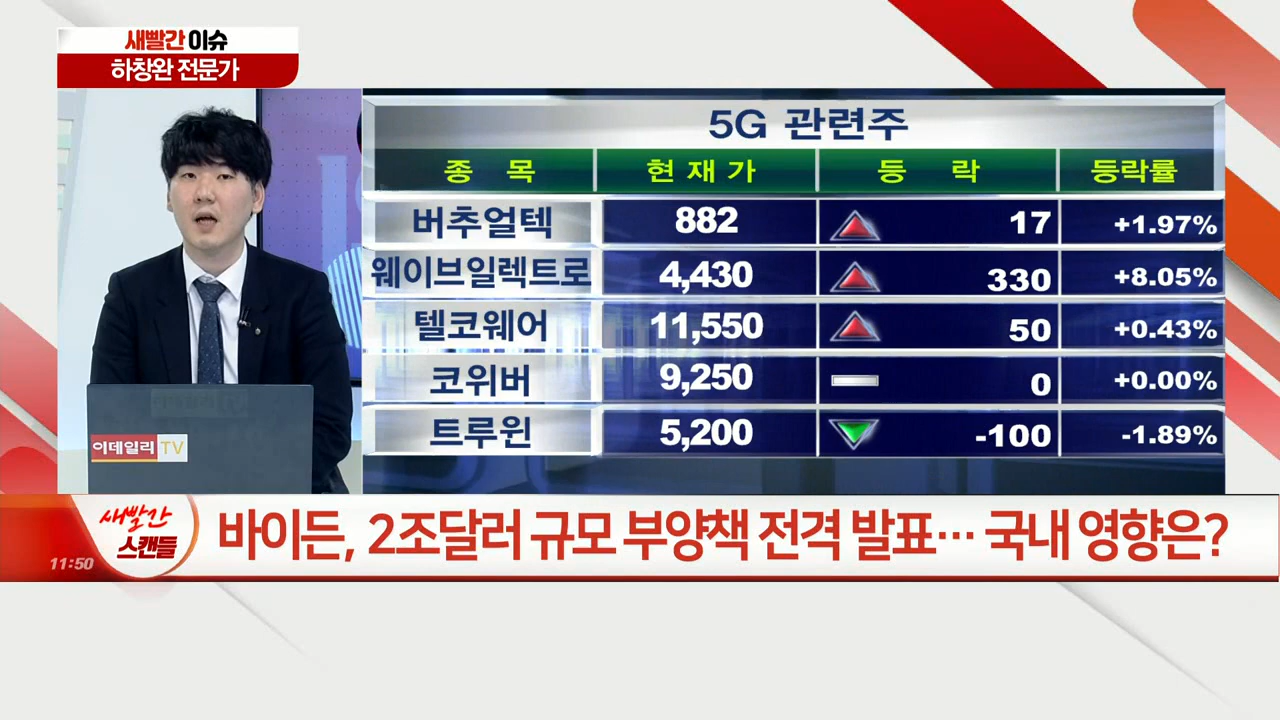 새빨간 이슈
하창완 전문가
5G 관련주
종 목 현재가 등 락 등락률
버추얼텍 882 17 +1.97%
웨이브일렉트로 4,430 330 +8.05%
텔코웨어 11,550 50 +0.43%
코위버 9,250 0 +0.00%
트루윈 5,200 -100 -1.89%
이데일리TV
이데일리 TV
새빨간
스캔들
바이든, 2조달러 규모 부양책 전격 발표… 국내 영향은?
11:50